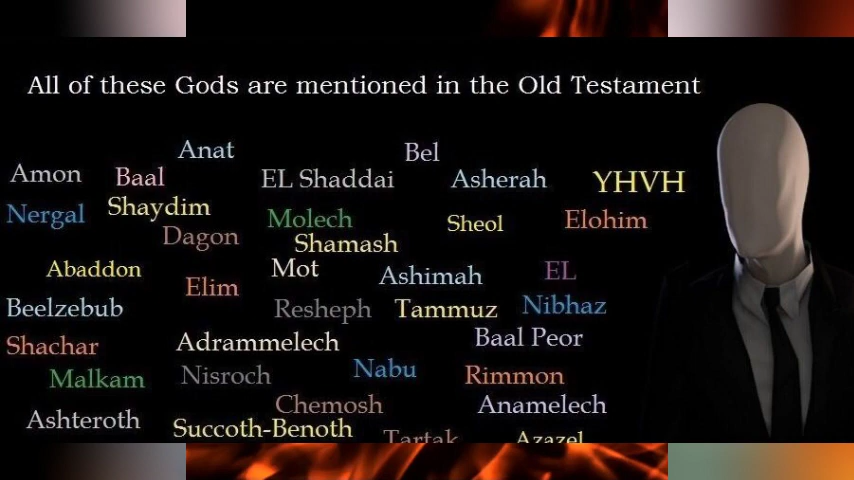 All of these Gods are mentioned in the Old Testament
Anat
Bel
Amon
Baal
EL Shaddai
Asherah
YHVH
Nergal
Shaydim
Molech
Sheol
Elohim
Dagon
Shamash
Abaddon
Elim
Mot
Ashimah
EL
Beelzebub
Resheph
Tammuz
Nibhaz
Shachar
Adrammelech
Baal Peor
Malkam
Nisroch
Nabu
Rimmon
Chemosh
Anamelech
Ashteroth
Succoth-Benoth
Tartak
Azazel